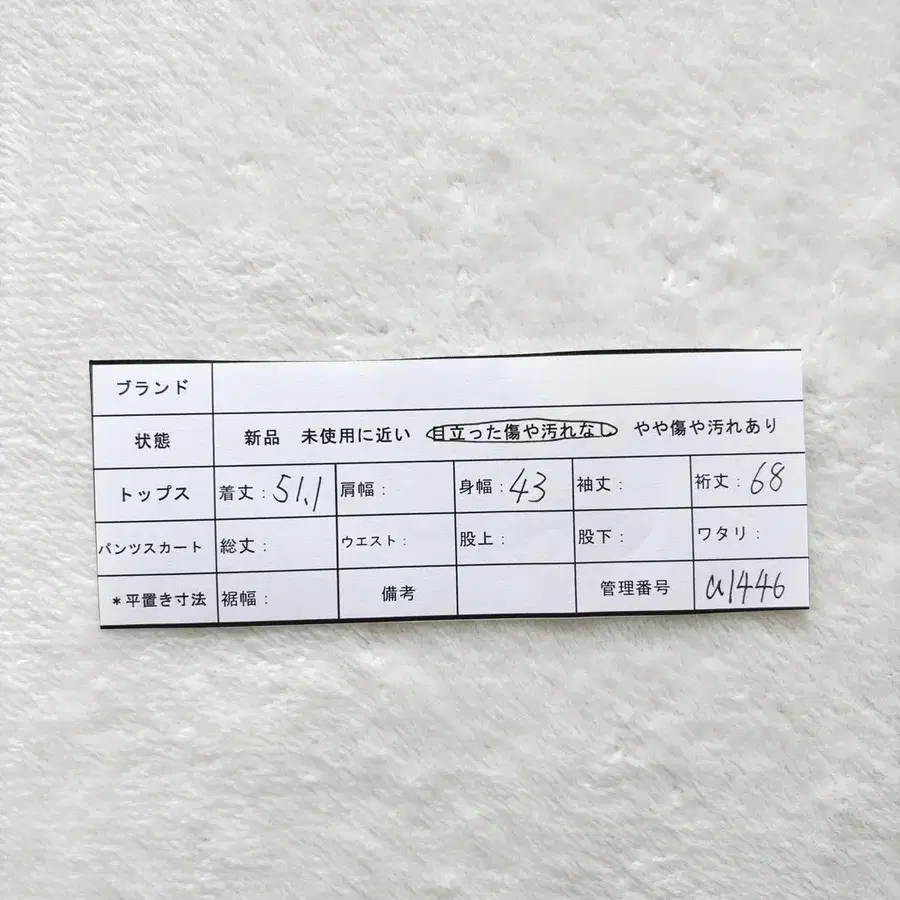 ブランド
状態 新品 未使用に近い 目立った傷や汚れなし やや傷や汚れあり
トップス 着丈：51.1 肩幅： 身幅：43 袖丈： 裄丈：68
パンツスカート 総丈： ウエスト： 股上： 股下： ワタリ：
＊平置き寸法 裾幅： 備考 管理番号 a1446